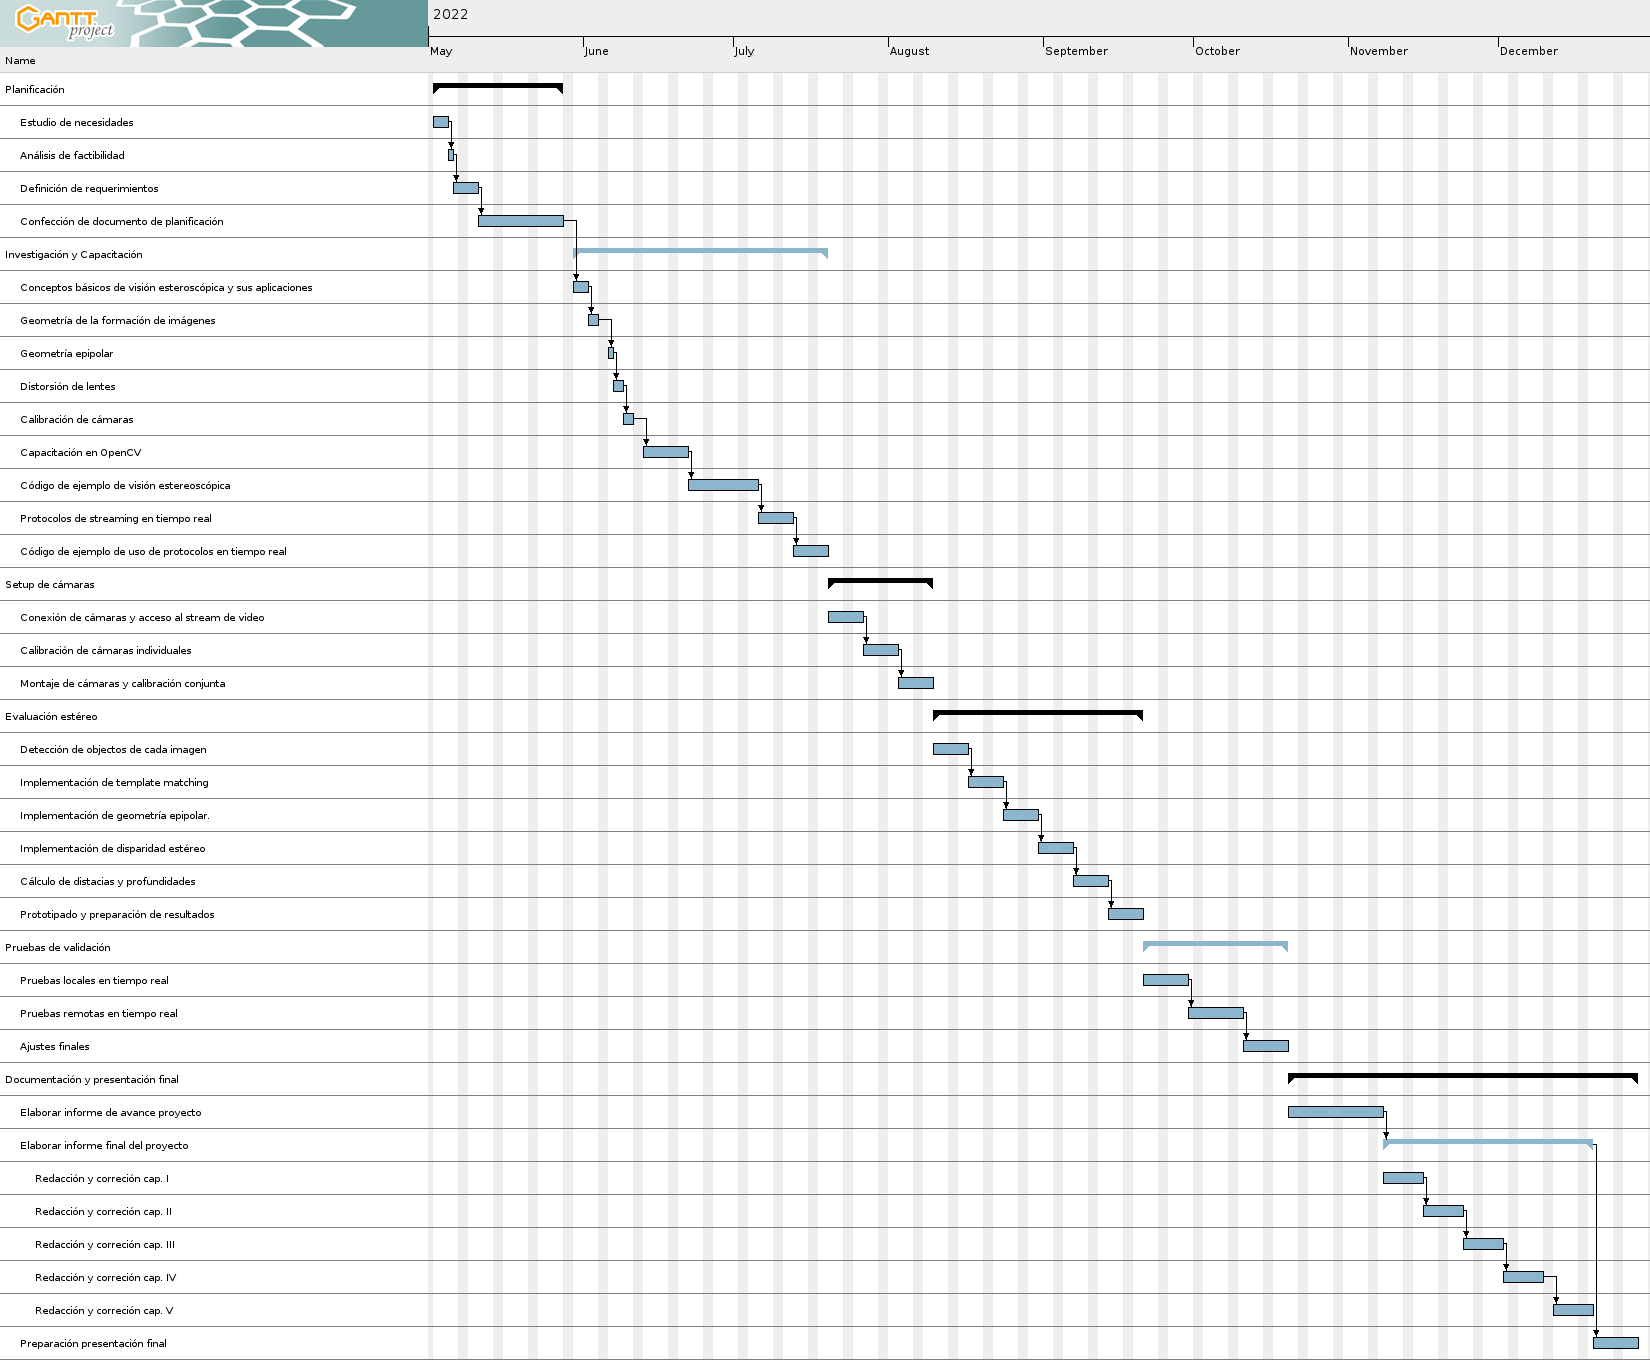 GANTT
project
2022
May June July August September October November December
Name
Planificación
Estudio de necesidades
Análisis de factibilidad
Definición de requerimientos
Confección de documento de planificación
Investigación y Capacitación
Conceptos básicos de visión esteroscópica y sus aplicaciones
Geometría de la formación de imágenes
Geometría epipolar
Distorsión de lentes
Calibración de cámaras
Capacitación en OpenCV
Código de ejemplo de visión estereoscópica
Protocolos de streaming en tiempo real
Código de ejemplo de uso de protocolos en tiempo real
Setup de cámaras
Conexión de cámaras y acceso al stream de video
Calibración de cámaras individuales
Montaje de cámaras y calibración conjunta
Evaluación estéreo
Detección de objectos de cada imagen
Implementación de template matching
Implementación de geometría epipolar.
Implementación de disparidad estéreo
Cálculo de distacias y profundidades
Prototipado y preparación de resultados
Pruebas de validación
Pruebas locales en tiempo real
Pruebas remotas en tiempo real
Ajustes finales
Documentación y presentación final
Elaborar informe de avance proyecto
Elaborar informe final del proyecto
Redacción y correción cap. I
Redacción y correción cap. II
Redacción y correción cap. III
Redacción y correción cap. IV
Redacción y correción cap. V
Preparación presentación final